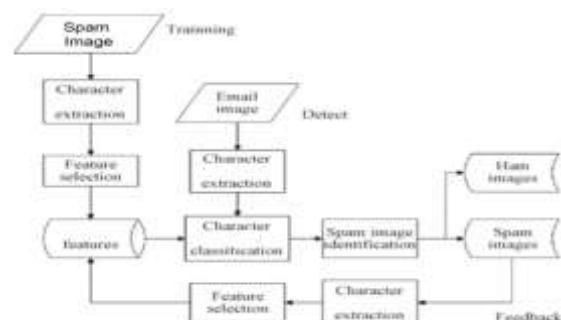 Spam
Image
Trainning
Character
extraction
Email
image
Detect
Feature
selection
Character
extraction
Ham
images
features
Character
classification
Spam image
identification
Spam
images
Feature
selection
Character
extraction
Feedback